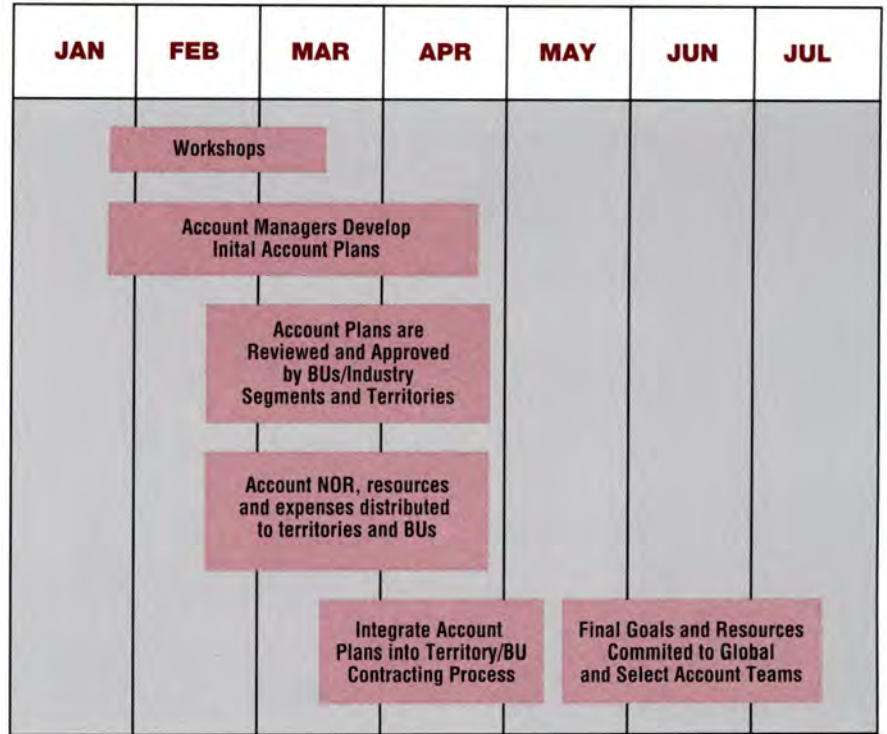 JAN FEB MAR APR MAY JUN JUL
Workshops
Account Managers Develop
Inital Account Plans
Account Plans are
Reviewed and Approved
by BUs/Industry
Segments and Territories
Account NOR, resources
and expenses distributed
to territories and BUs
Integrate Account
Plans into Territory/BU
Contracting Process
Final Goals and Resources
Commited to Global
and Select Account Teams